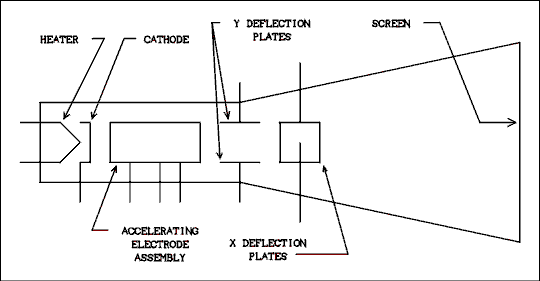 HEATER
CATHODE
Y DEFLECTION
PLATES
SCREEN
ACCELERATING
ELECTRODE
ASSEMBLY
X DEFLECTION
PLATES